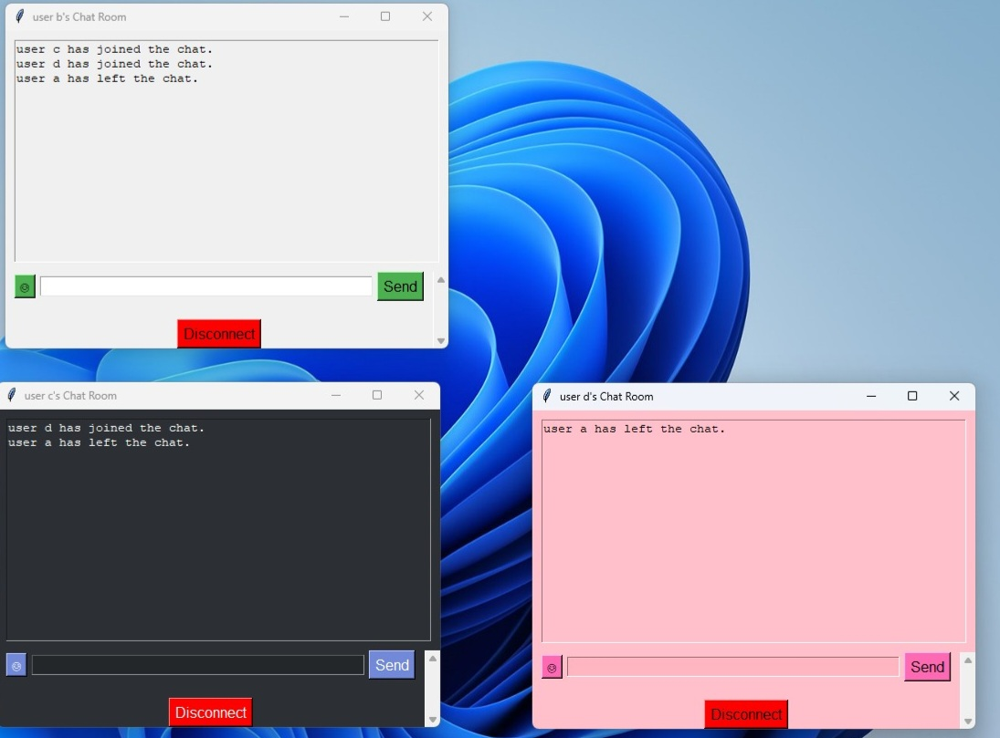 user b's Chat Room
user c has joined the chat.
user d has joined the chat.
user a has left the chat.
Send
Disconnect
user c's Chat Room
user d has joined the chat.
user a has left the chat.
Send
Disconnect
user d's Chat Room
user a has left the chat.
Send
Disconnect